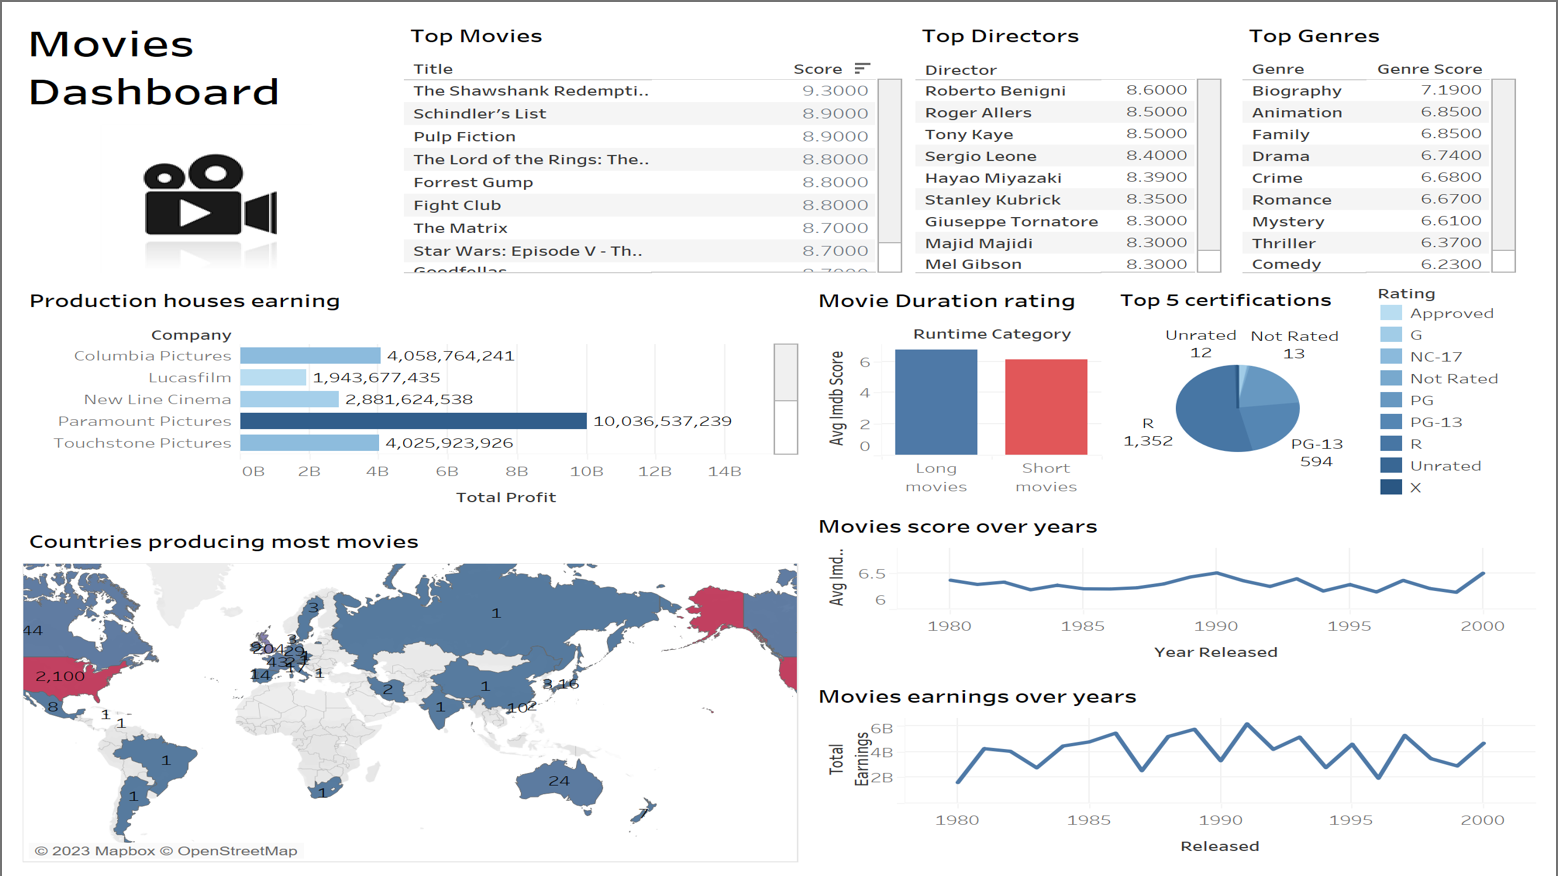 Movies
Dashboard
Top Movies
Title Score
The Shawshank Redempti.. 9.3000
Schindler’s List 8.9000
Pulp Fiction 8.9000
The Lord of the Rings: The.. 8.8000
Forrest Gump 8.8000
Fight Club 8.8000
The Matrix 8.7000
Star Wars: Episode V - Th.. 8.7000
Goodfellas 8.7000
Top Directors
Director
Roberto Benigni 8.6000
Roger Allers 8.5000
Tony Kaye 8.5000
Sergio Leone 8.4000
Hayao Miyazaki 8.3900
Stanley Kubrick 8.3500
Giuseppe Tornatore 8.3000
Majid Majidi 8.3000
Mel Gibson 8.3000
Top Genres
Genre Genre Score
Biography 7.1900
Animation 6.8500
Family 6.8500
Drama 6.7400
Crime 6.6800
Romance 6.6700
Mystery 6.6100
Thriller 6.3700
Comedy 6.2300
Production houses earning
Company
Columbia Pictures 4,058,764,241
Lucasfilm 1,943,677,435
New Line Cinema 2,881,624,538
Paramount Pictures 10,036,537,239
Touchstone Pictures 4,025,923,926
0B 2B 4B 6B 8B 10B 12B 14B
Total Profit
Movie Duration rating
Runtime Category
Avg Imdb Score
6
4
2
0
Long
movies
Short
movies
Top 5 certifications
Unrated
12
Not Rated
13
R
1,352
PG-13
594
Rating
Approved
G
NC-17
Not Rated
PG
PG-13
R
Unrated
X
Countries producing most movies
44
2,100
8
1
1
1
1
3
3
14
1
1
2
1
1
3 16
10 2
1
24
7
© 2023 Mapbox © OpenStreetMap
Movies score over years
Avg Imd..
6.5
6
1980 1985 1990 1995 2000
Year Released
Movies earnings over years
Total
Earnings
6B
4B
2B
1980 1985 1990 1995 2000
Released